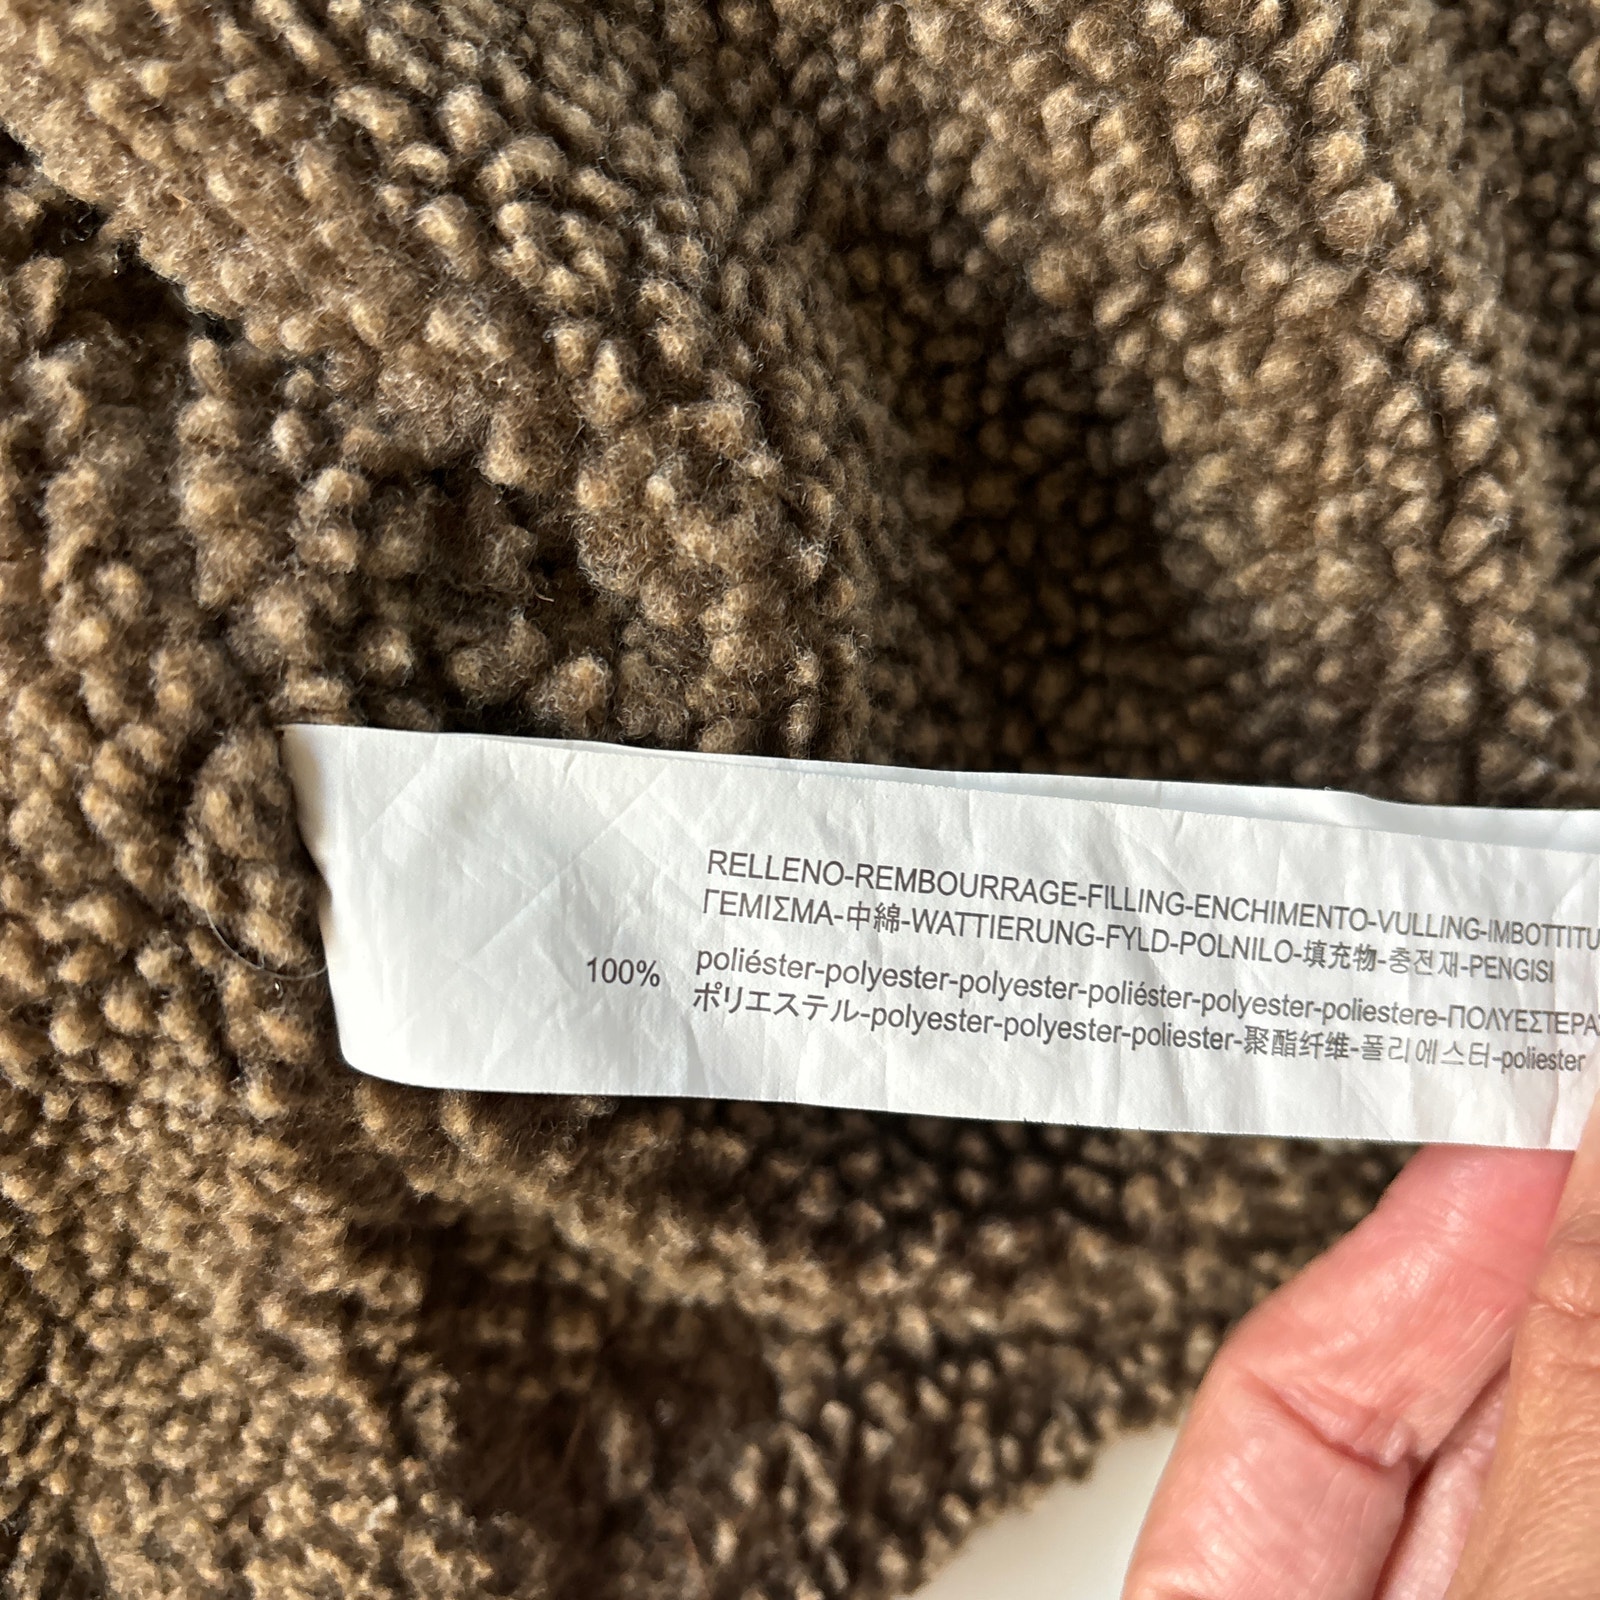 RELLENO-REMBOURRAGE-FILLING-ENCHIMENTO-VULLING-IMBOTTITU
ΓΕΜΙΣΜΑ-中綿-WATTIERUNG-FYLD-POLNILO-填充物-충전재-PENGISI
100% poliéster-polyester-polyester-poliéster-polyester-poliestere-ΠΟΛΥΕΣΤΕΡΑΣ
ポリエステル-polyester-polyester-poliester-聚酯纤维-폴리에스터-poliester